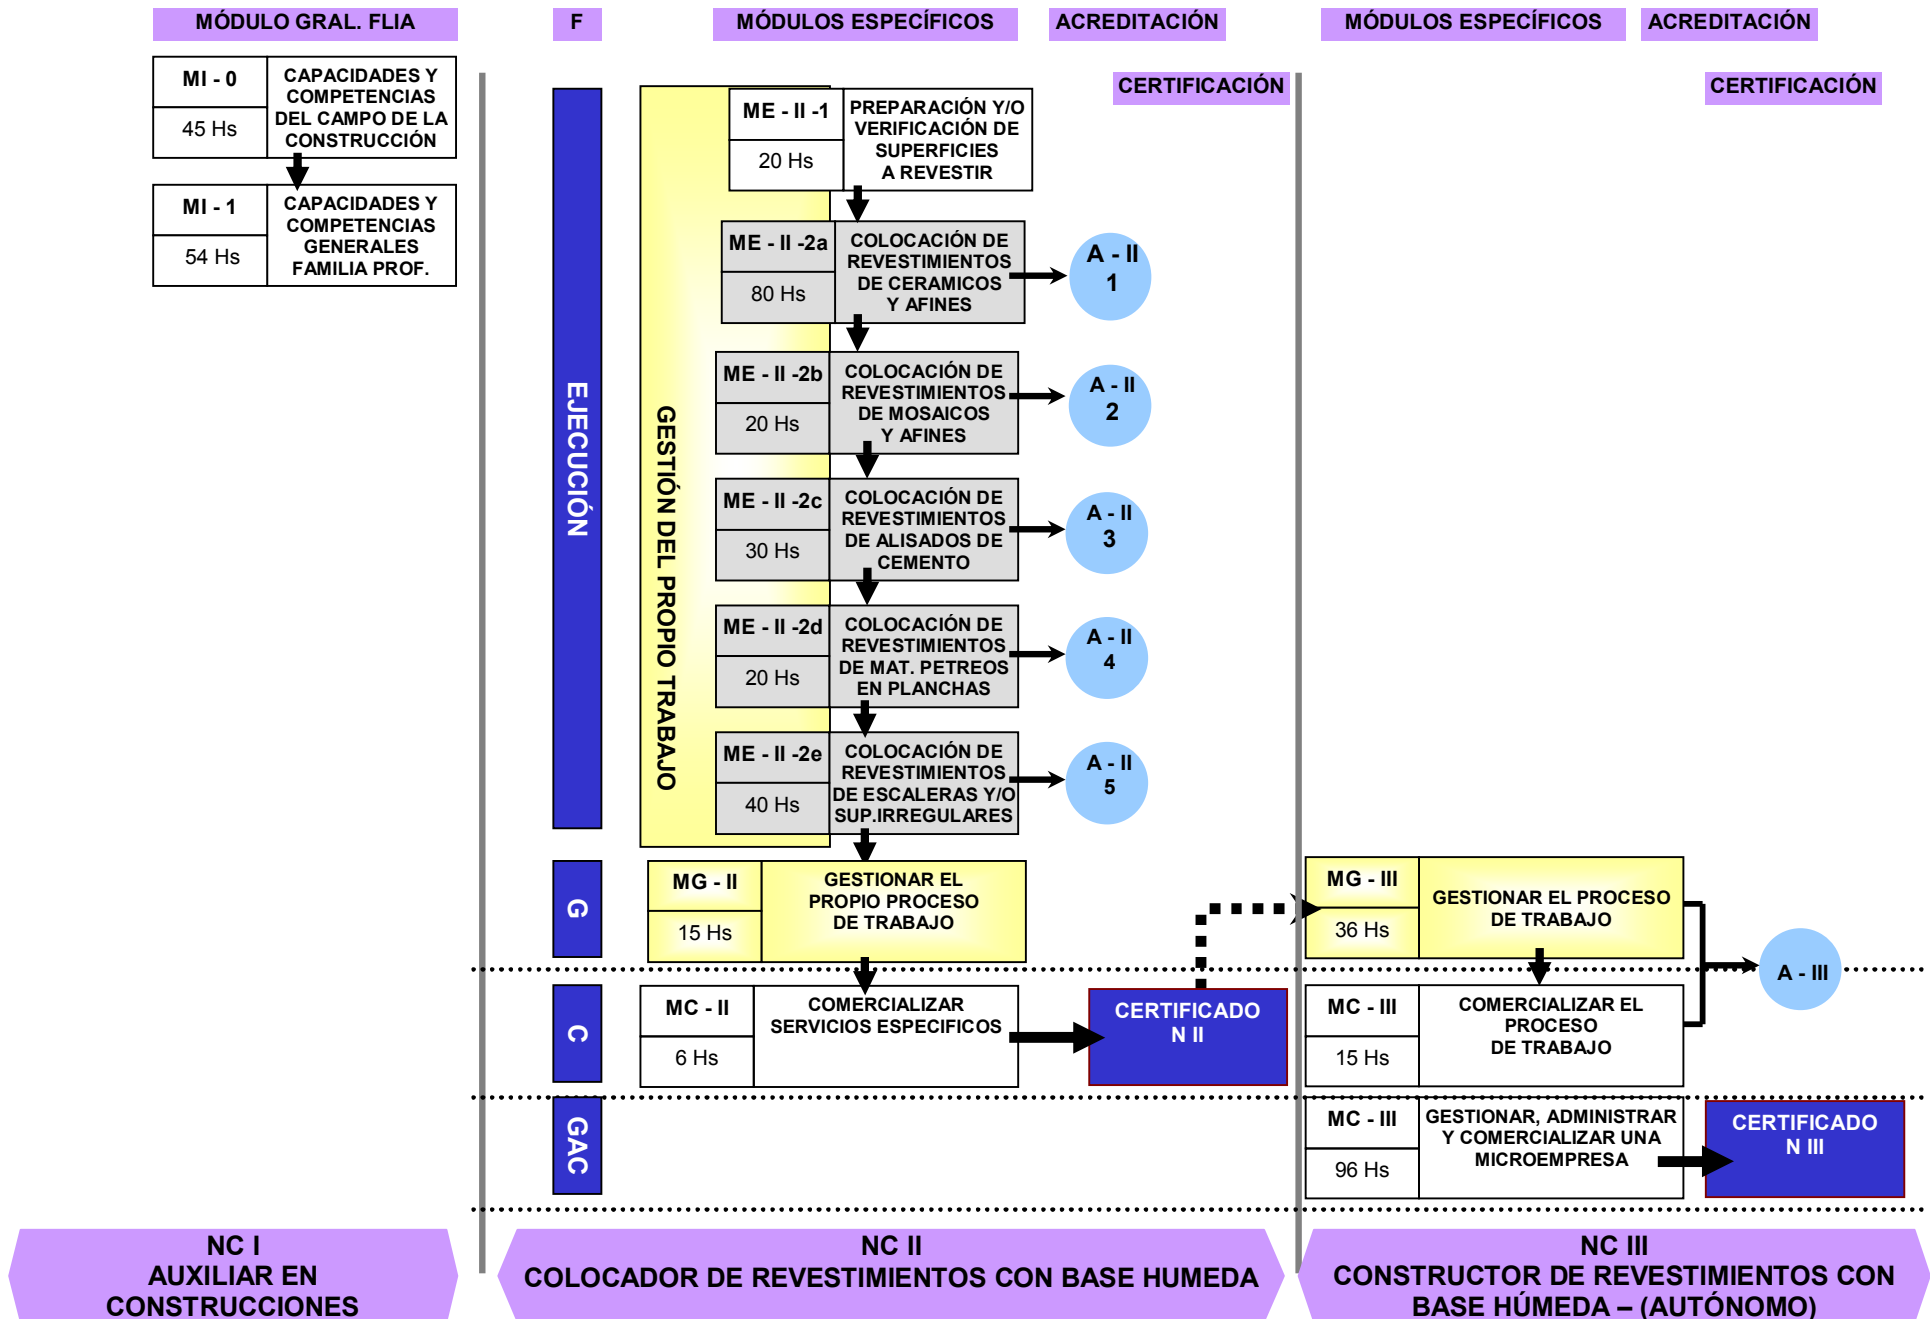 MÓDULO GRAL. FLIA
F
MÓDULOS ESPECÍFICOS
ACREDITACIÓN
MÓDULOS ESPECÍFICOS
ACREDITACIÓN
CERTIFICACIÓN
CERTIFICACIÓN
MI - 0
45 Hs
CAPACIDADES Y
COMPETENCIAS
DEL CAMPO DE LA
CONSTRUCCIÓN
MI - 1
54 Hs
CAPACIDADES Y
COMPETENCIAS
GENERALES
FAMILIA PROF.
EJECUCIÓN
GESTIÓN DEL PROPIO TRABAJO
ME - II -1
20 Hs
PREPARACIÓN Y/O
VERIFICACIÓN DE
SUPERFICIES
A REVESTIR
ME - II -2a
80 Hs
COLOCACIÓN DE
REVESTIMIENTOS
DE CERAMICOS
Y AFINES
A - II
1
ME - II -2b
20 Hs
COLOCACIÓN DE
REVESTIMIENTOS
DE MOSAICOS
Y AFINES
A - II
2
ME - II -2c
30 Hs
COLOCACIÓN DE
REVESTIMIENTOS
DE ALISADOS DE
CEMENTO
A - II
3
ME - II -2d
20 Hs
COLOCACIÓN DE
REVESTIMIENTOS
DE MAT. PETREOS
EN PLANCHAS
A - II
4
ME - II -2e
40 Hs
COLOCACIÓN DE
REVESTIMIENTOS
DE ESCALERAS Y/O
SUP.IRREGULARES
A - II
5
G
MG - II
15 Hs
GESTIONAR EL
PROPIO PROCESO
DE TRABAJO
MG - III
36 Hs
GESTIONAR EL PROCESO
DE TRABAJO
A - III
C
MC - II
6 Hs
COMERCIALIZAR
SERVICIOS ESPECIFICOS
CERTIFICADO
N II
MC - III
15 Hs
COMERCIALIZAR EL
PROCESO
DE TRABAJO
GAC
MC - III
96 Hs
GESTIONAR, ADMINISTRAR
Y COMERCIALIZAR UNA
MICROEMPRESA
CERTIFICADO
N III
NC I
AUXILIAR EN
CONSTRUCCIONES
NC II
COLOCADOR DE REVESTIMIENTOS CON BASE HUMEDA
NC III
CONSTRUCTOR DE REVESTIMIENTOS CON
BASE HÚMEDA – (AUTÓNOMO)